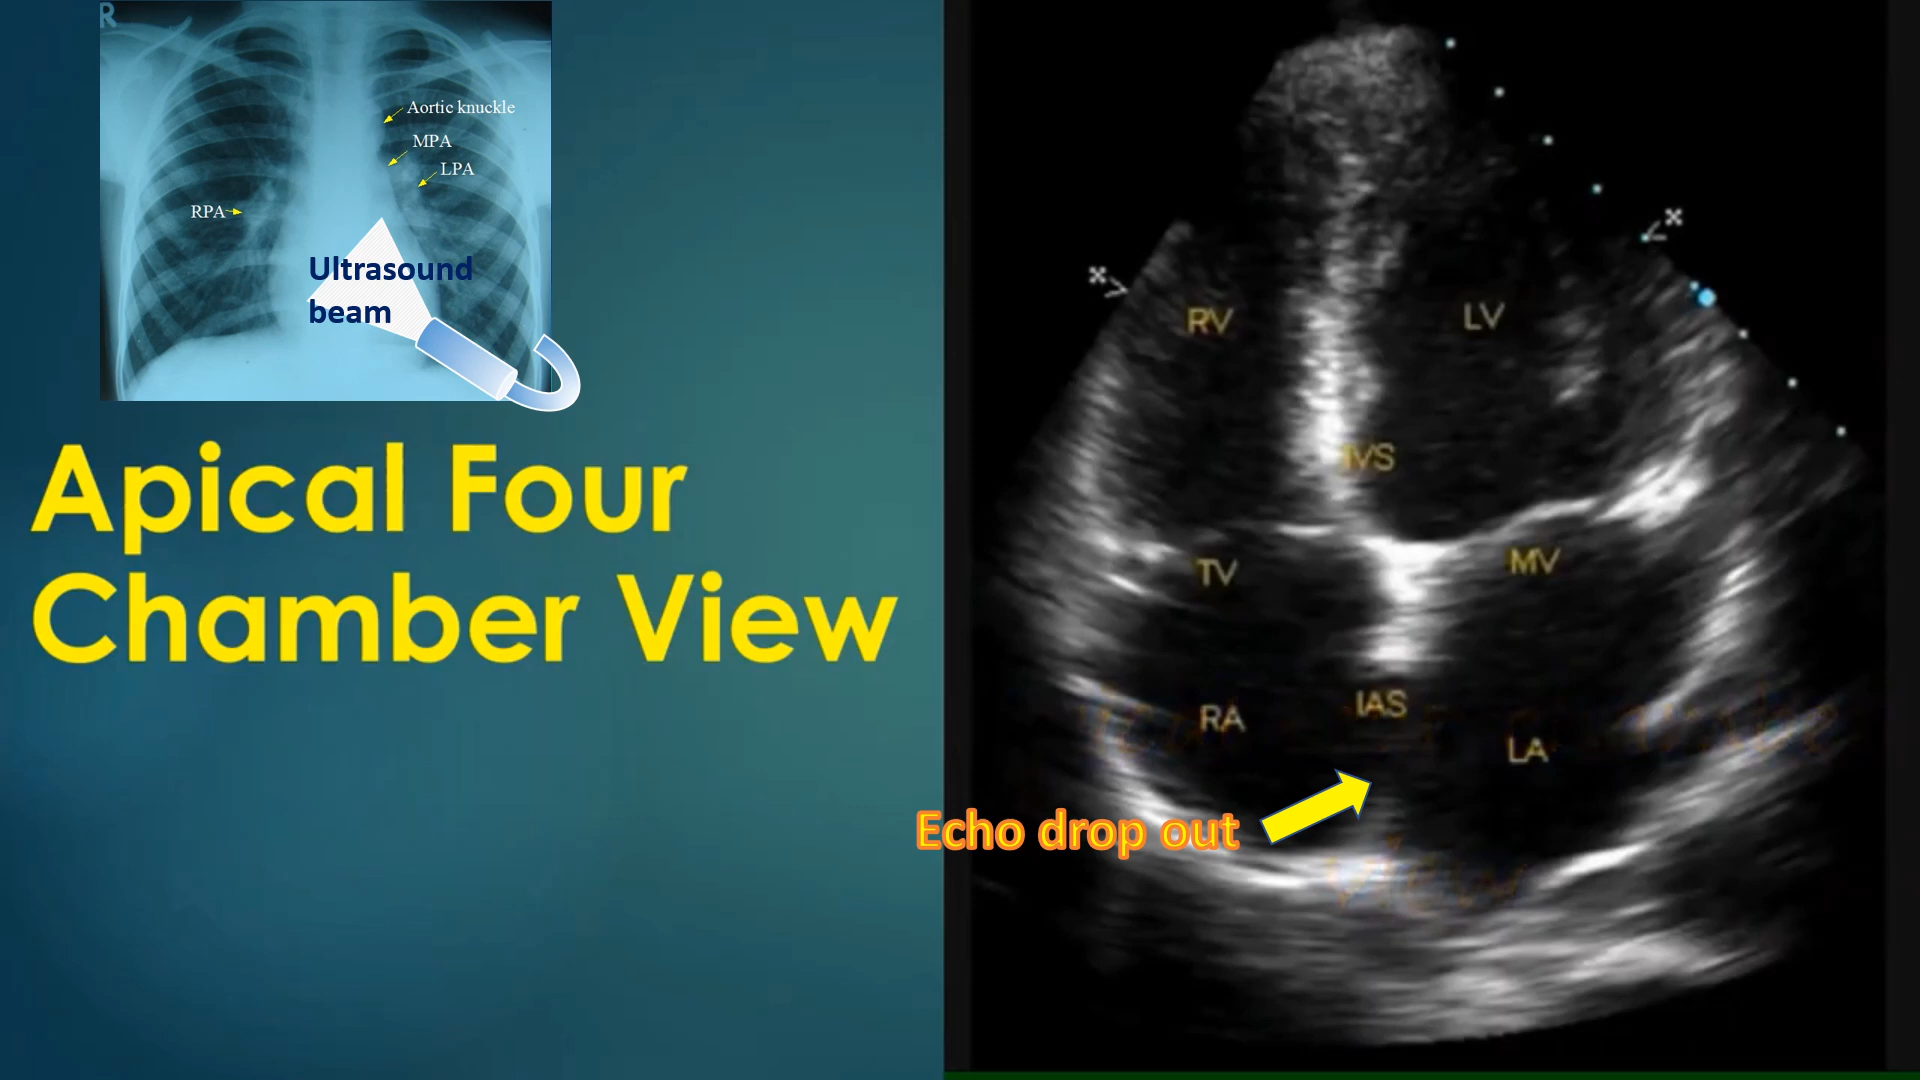 R
Aortic knuckle
MPA
LPA
RPA
Ultrasound
beam
Apical Four
Chamber View
x
x
RV
LV
IVS
TV
MV
RA
IAS
LA
Echo drop out
view